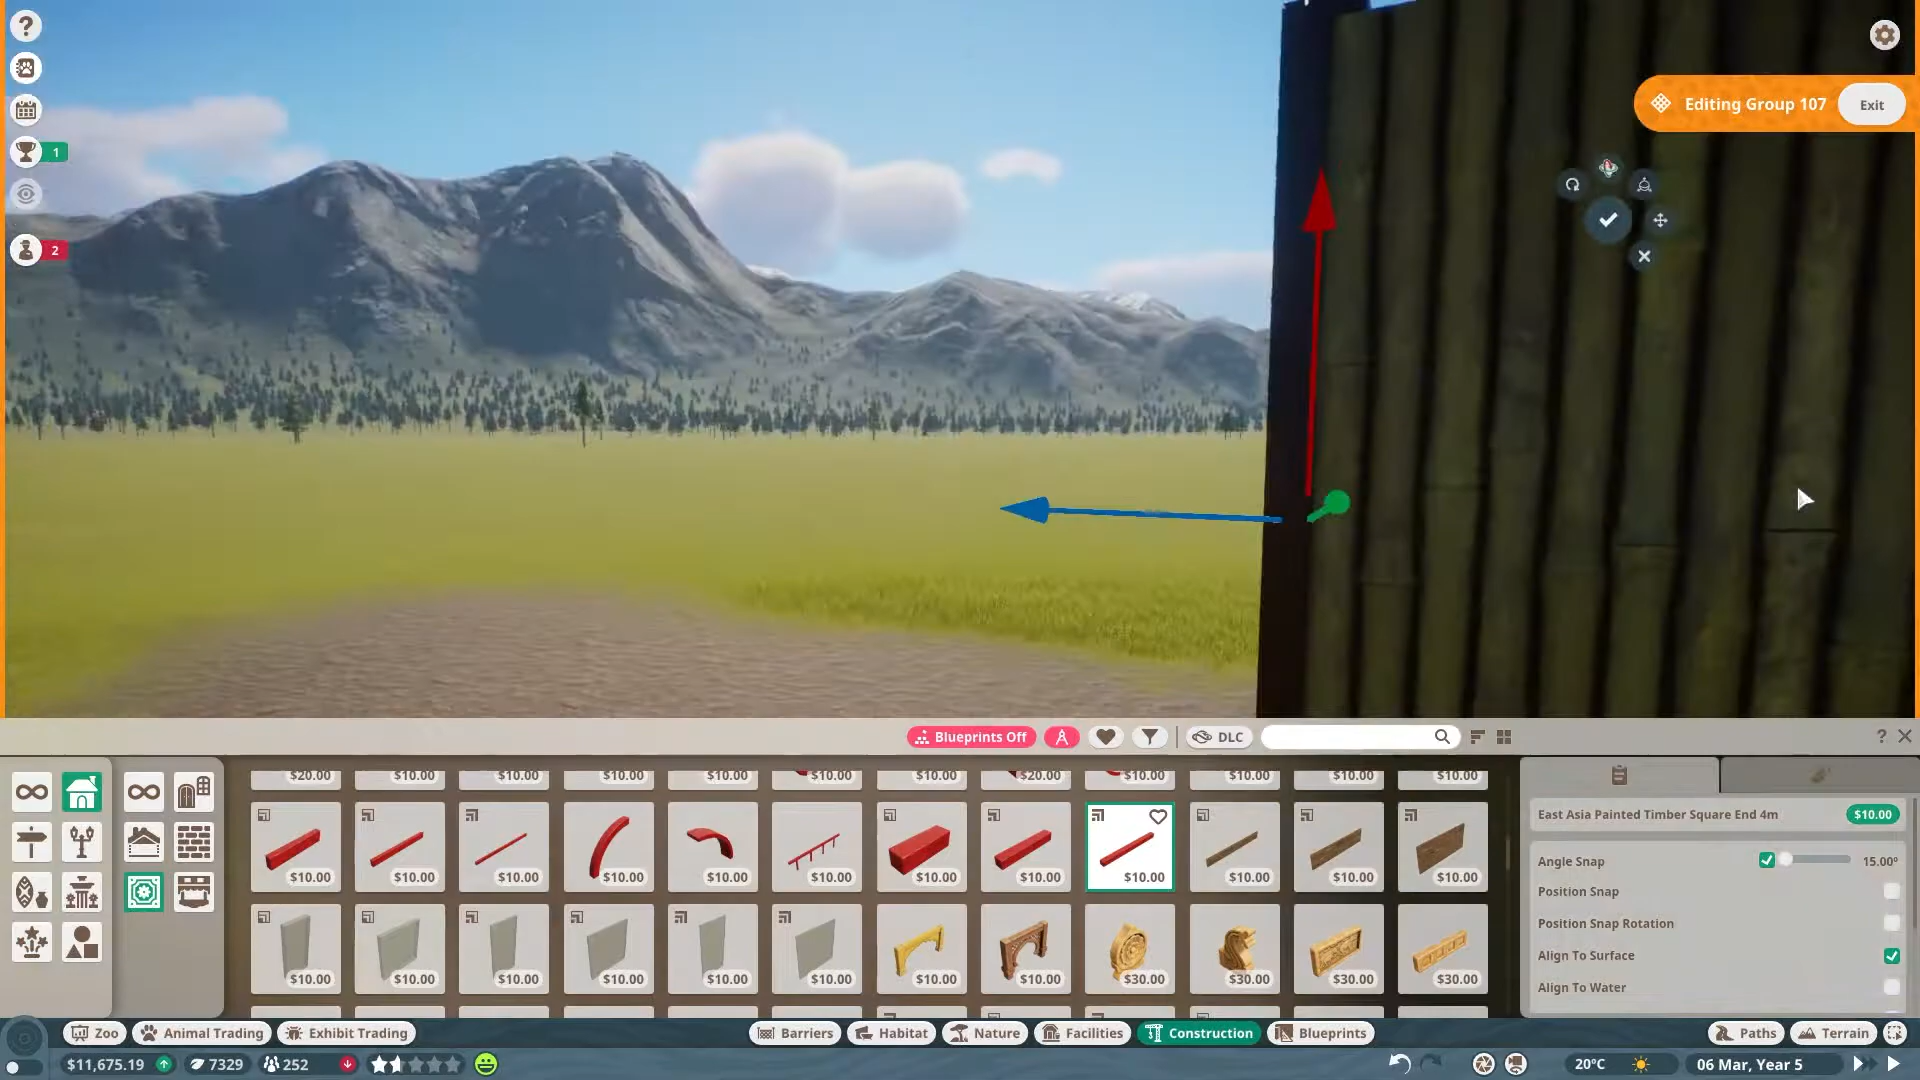 ?
Editing Group 107
Exit
1
2
Blueprints Off
DLC
?
$20.00 $10.00 $10.00 $10.00 $10.00 $10.00 $10.00 $20.00 $10.00 $10.00 $10.00 $10.00
$10.00 $10.00 $10.00 $10.00 $10.00 $10.00 $10.00 $10.00 $10.00 $10.00 $10.00 $10.00
$10.00 $10.00 $10.00 $10.00 $10.00 $10.00 $10.00 $10.00 $30.00 $30.00 $30.00 $30.00
East Asia Painted Timber Square End 4m $10.00
Angle Snap 15.00°
Position Snap
Position Snap Rotation
Align To Surface
Align To Water
Zoo Animal Trading Exhibit Trading Barriers Habitat Nature Facilities Construction Blueprints Paths Terrain
$11,675.19 7329 252 20°C 06 Mar, Year 5